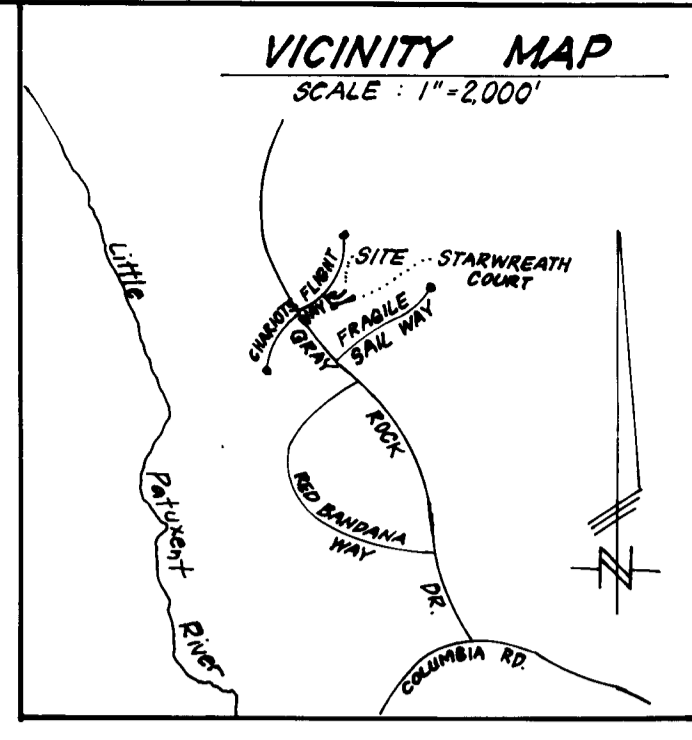 VICINITY MAP
SCALE : 1"=2,000'
Little
Patuxent
River
CHARIOTS FLIGHT
WAY
SITE
STARWREATH
COURT
FRAGILE
SAIL WAY
GRAY
ROCK
DR.
RED BANDANA
WAY
COLUMBIA RD.
N